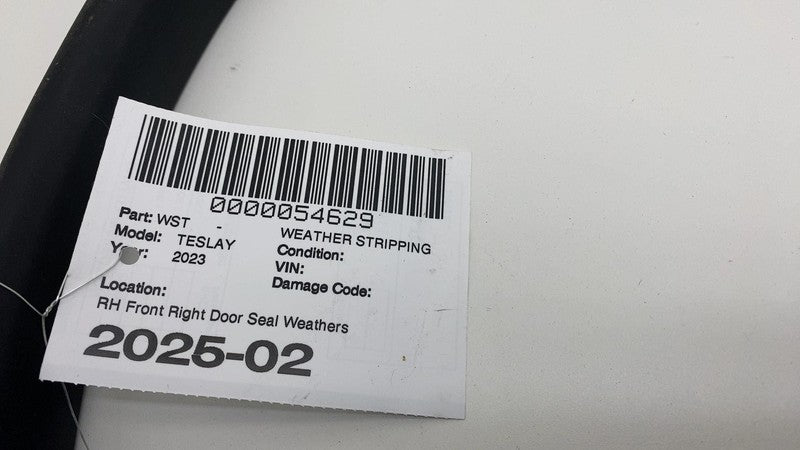 0000054629
Part: WST - WEATHER STRIPPING
Model: TESLAY Condition:
Year: 2023 VIN:
Damage Code:
Location:
RH Front Right Door Seal Weathers
2025-02